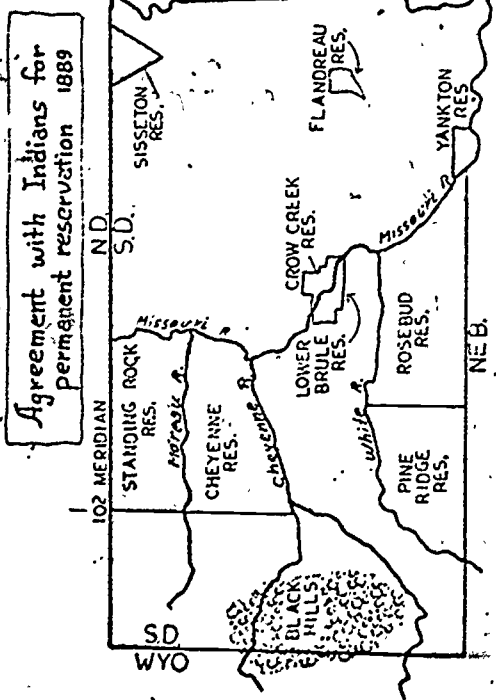 Agreement with Indians for
permanent reservation 1889
SISSETON
RES.
FLANDREAU
RES.
YANKTON
RES
N.D.
S.D.
CROW CREEK
RES.
Missouri R
Missouri R
LOWER
BRULE
RES.
ROSEBUD
RES.
NEB.
102 MERIDIAN
STANDING ROCK
RES.
R.
CHEYENNE
RES.
Cheyenne R
White R.
PINE
RIDGE
RES.
BLACK
HILLS
S.D.
WYO